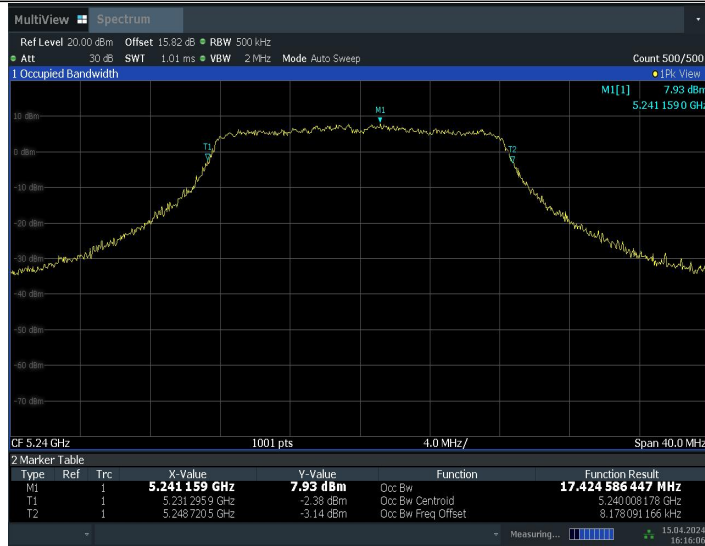 MultiView Spectrum
Ref Level 20.00 dBm Offset 15.82 dB RBW 500 kHz
Att 30 dB SWT 1.01 ms VBW 2 MHz Mode Auto Sweep Count 500/500
1 Occupied Bandwidth 1Pk View
M1[1] 7.93 dBm
5.241 159 0 GHz
M1
10 dBm
T1 T2
0 dBm
-10 dBm
-20 dBm
-30 dBm
-40 dBm
-50 dBm
-60 dBm
-70 dBm
CF 5.24 GHz 1001 pts 4.0 MHz/ Span 40.0 MHz
2 Marker Table
Type Ref Trc X-Value Y-Value Function Function Result
M1 1 5.241 159 GHz 7.93 dBm Occ Bw 17.424 586 447 MHz
T1 1 5.231 295 9 GHz -2.38 dBm Occ Bw Centroid 5.240 008 178 GHz
T2 1 5.248 720 5 GHz -3.14 dBm Occ Bw Freq Offset 8.178 091 166 kHz
Measuring... 15.04.2024
16:16:06